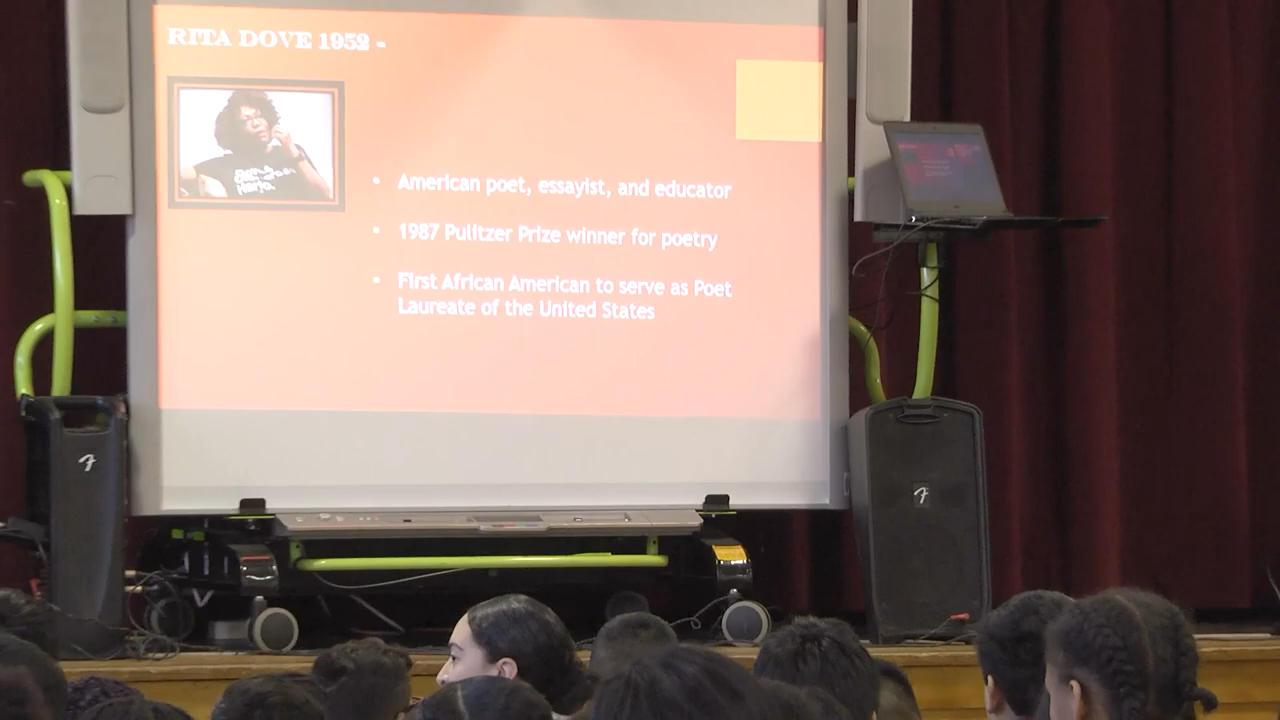 RITA DOVE 1952 -
• American poet, essayist, and educator
• 1987 Pulitzer Prize winner for poetry
• First African American to serve as Poet
Laureate of the United States